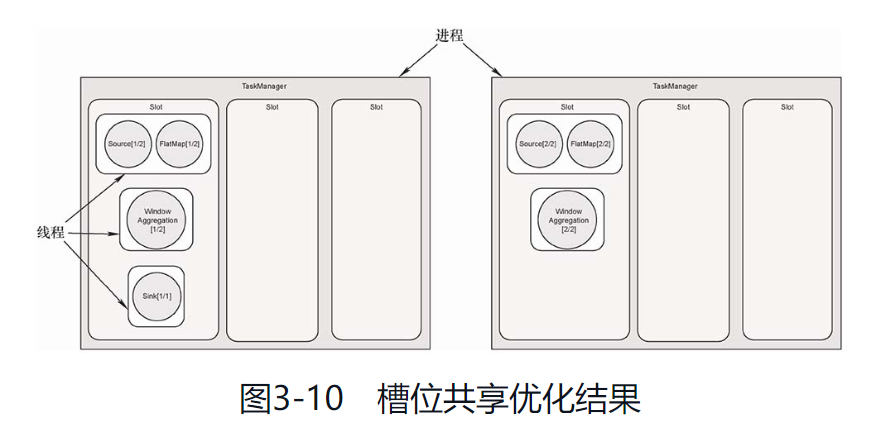 进程
TaskManager
Slot
Slot
Slot
Source[1/2]
FlatMap[1/2]
Window
Aggregation
[1/2]
Sink[1/1]
线程
TaskManager
Slot
Slot
Slot
Source[2/2]
FlatMap[2/2]
Window
Aggregation
[2/2]
图3-10 槽位共享优化结果